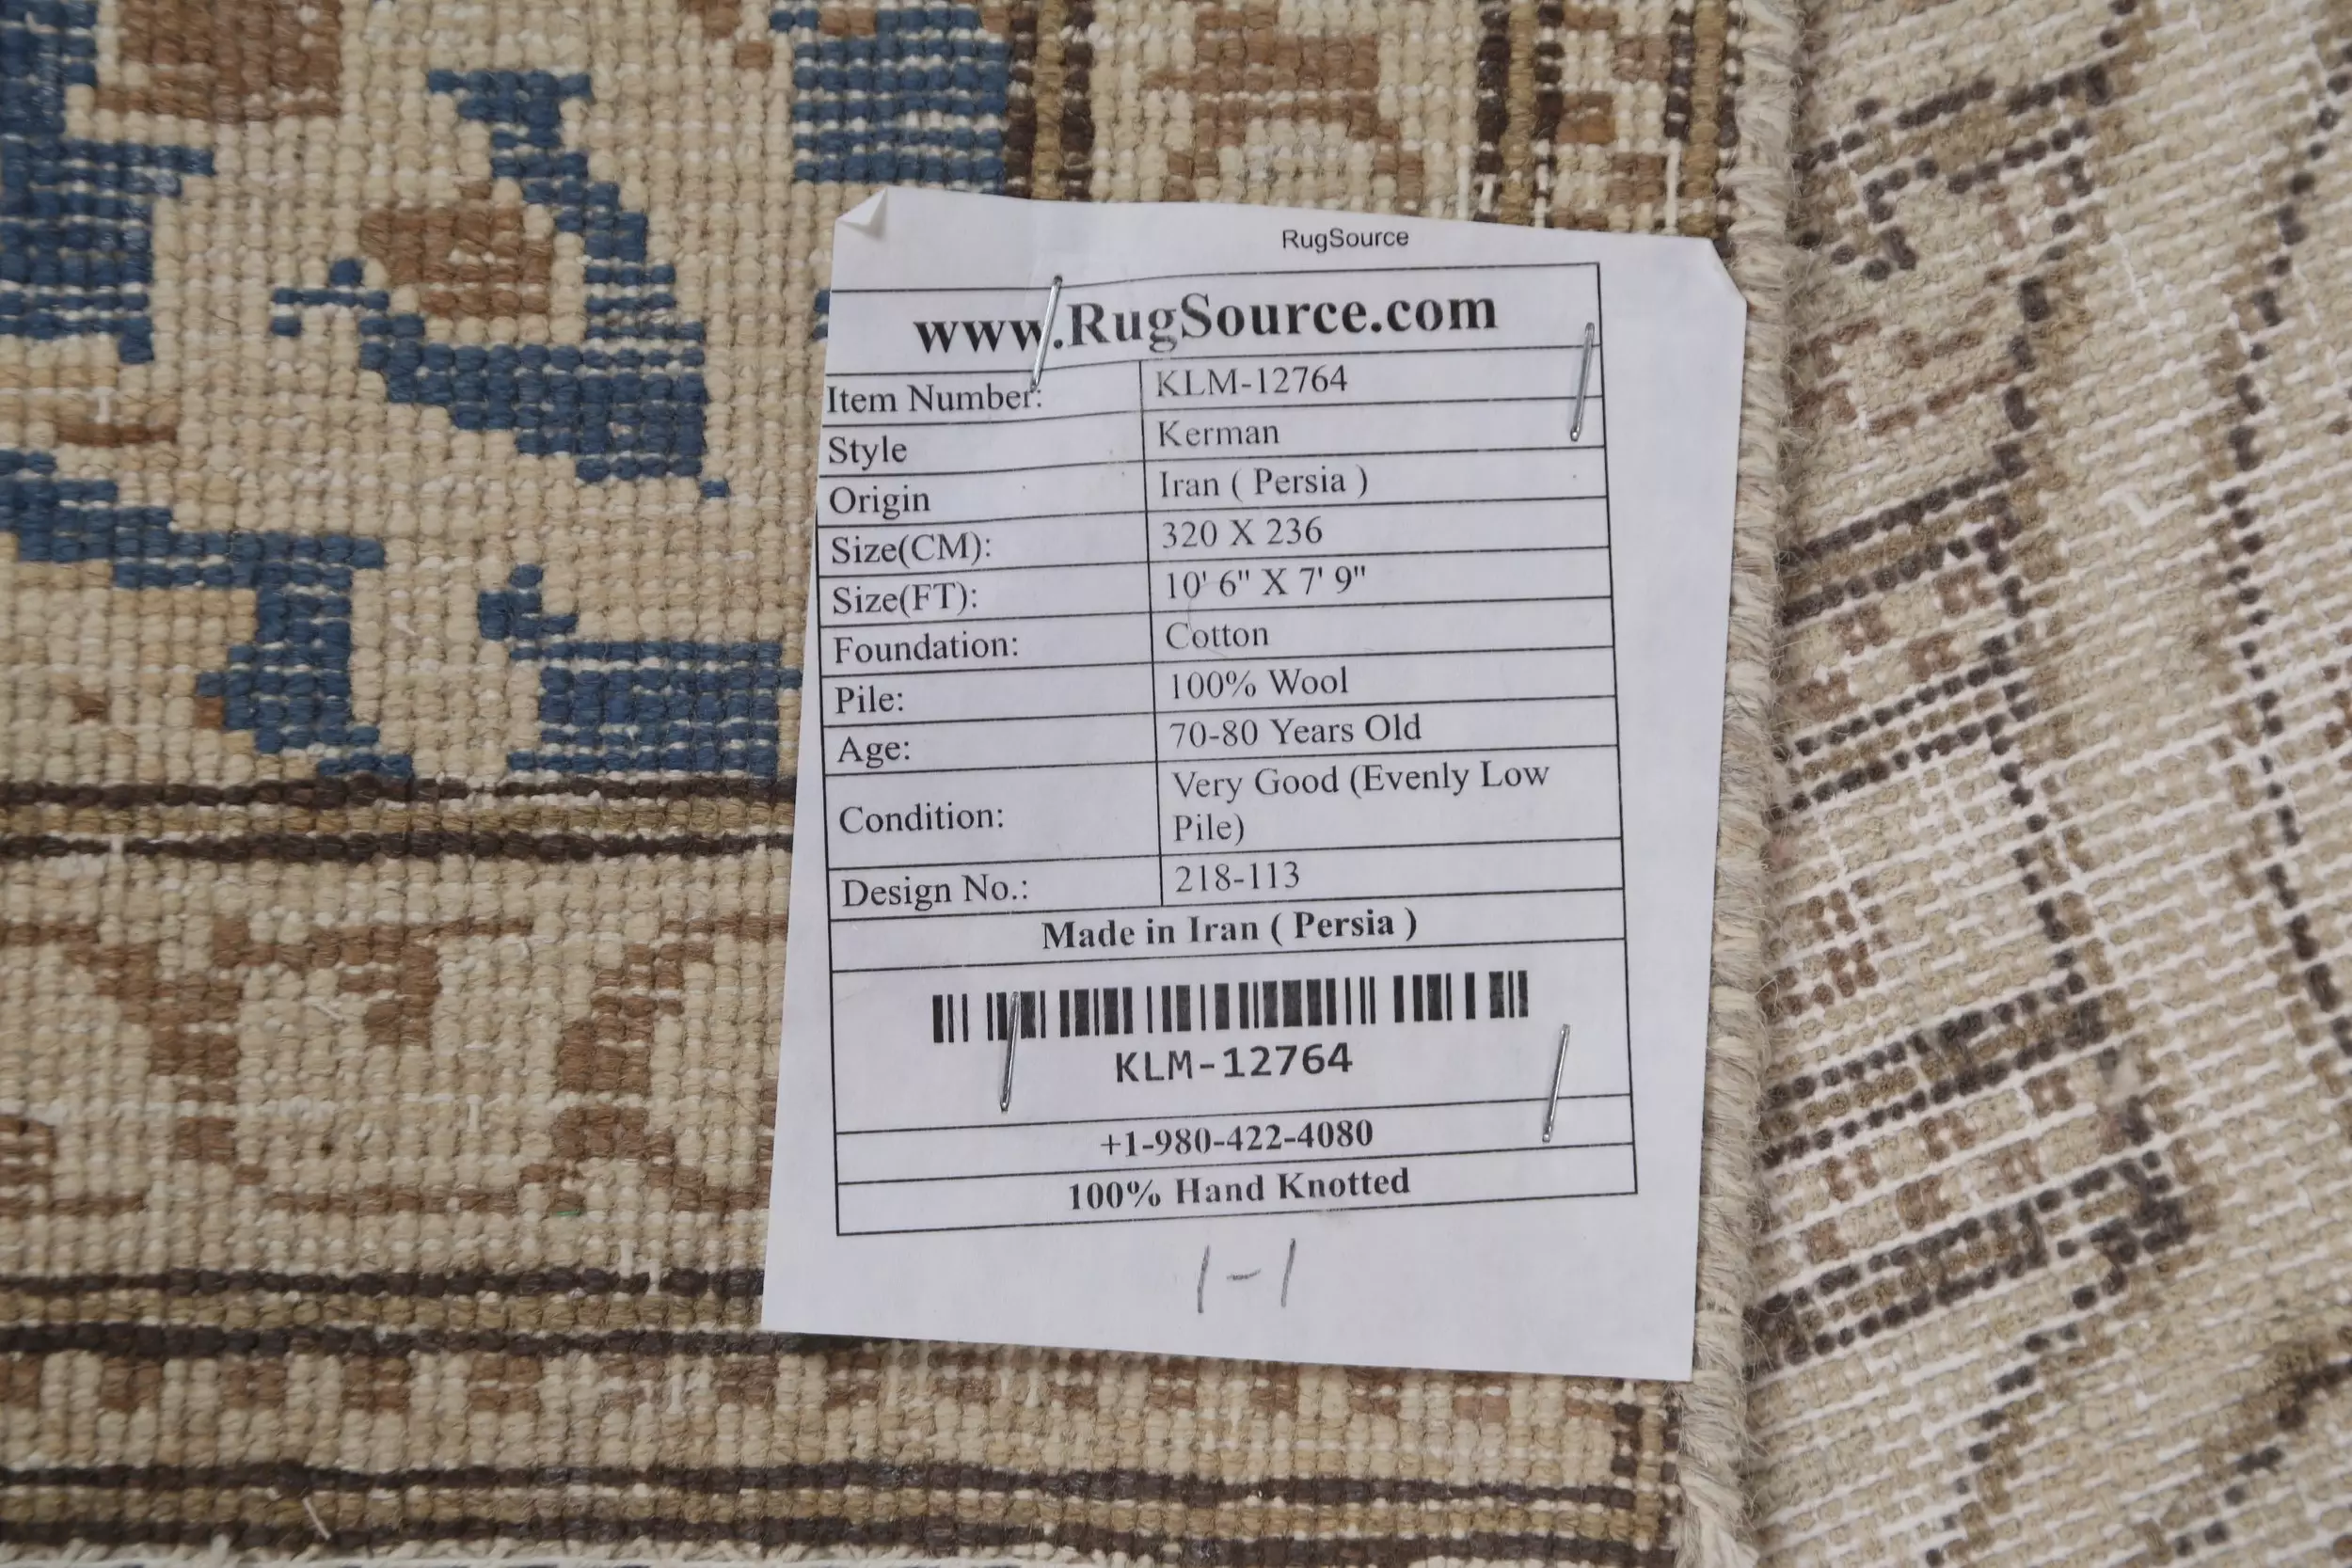 RugSource
www.RugSource.com
Item Number: KLM-12764
Style Kerman
Origin Iran ( Persia )
Size(CM): 320 X 236
Size(FT): 10' 6" X 7' 9"
Foundation: Cotton
Pile: 100% Wool
Age: 70-80 Years Old
Condition: Very Good (Evenly Low
Pile)
Design No.: 218-113
Made in Iran ( Persia )
KLM-12764
+1-980-422-4080
100% Hand Knotted
1-1